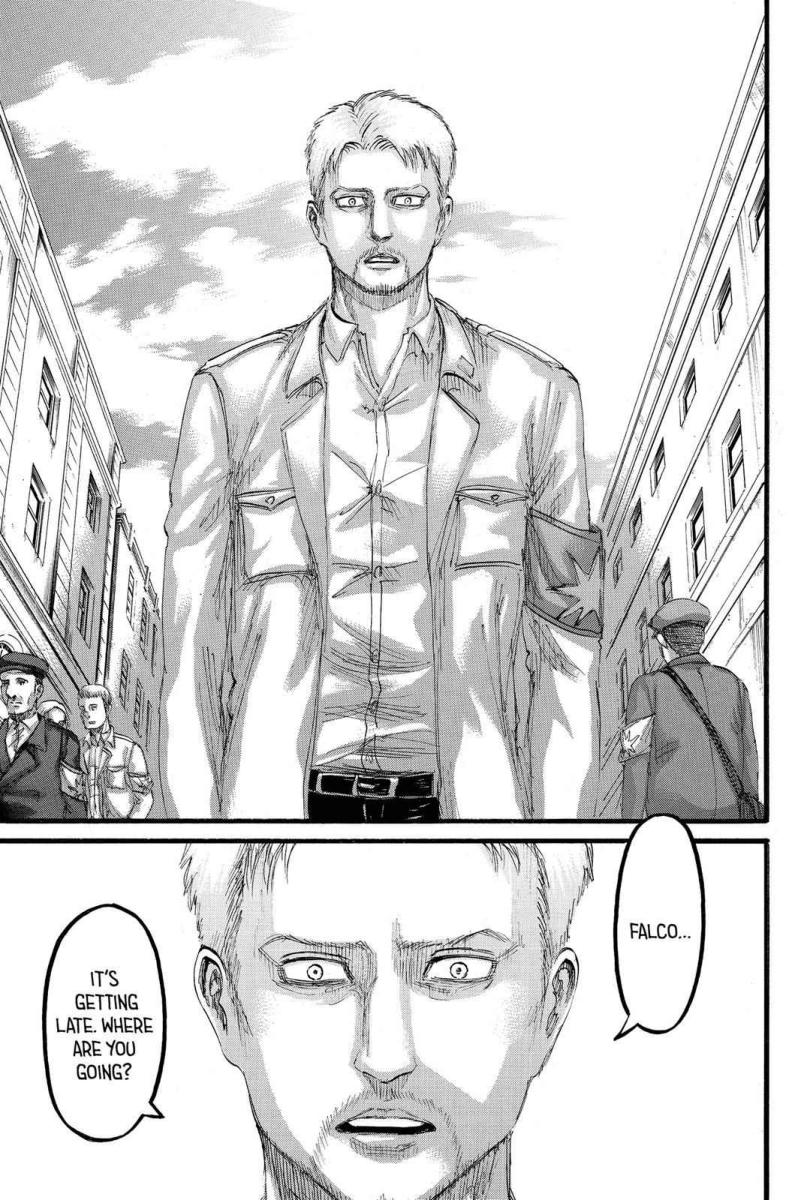 FALCO...
IT'S
GETTING
LATE. WHERE
ARE YOU
GOING?